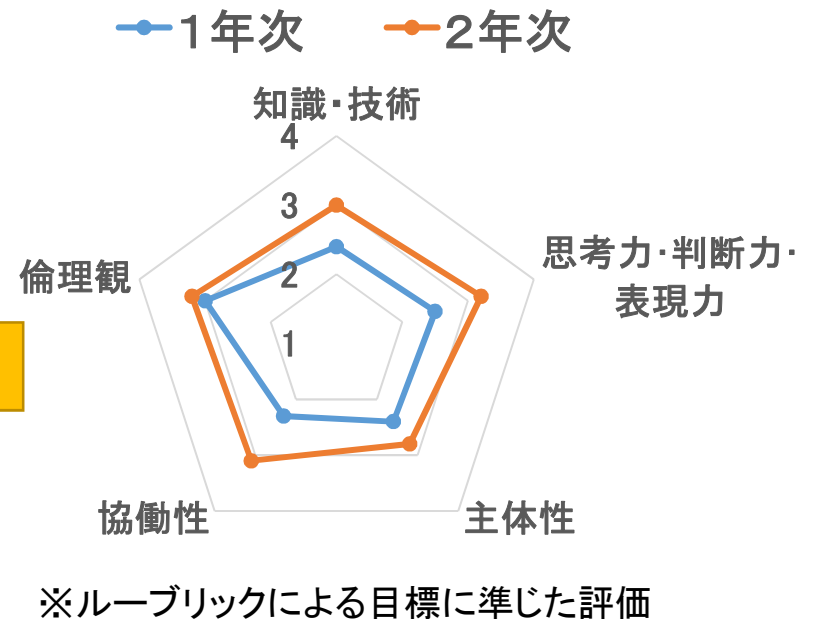 １年次 ２年次
知識・技術
4
3
2
1
思考力・判断力・
表現力
倫理観
協働性
主体性
※ルーブリックによる目標に準じた評価